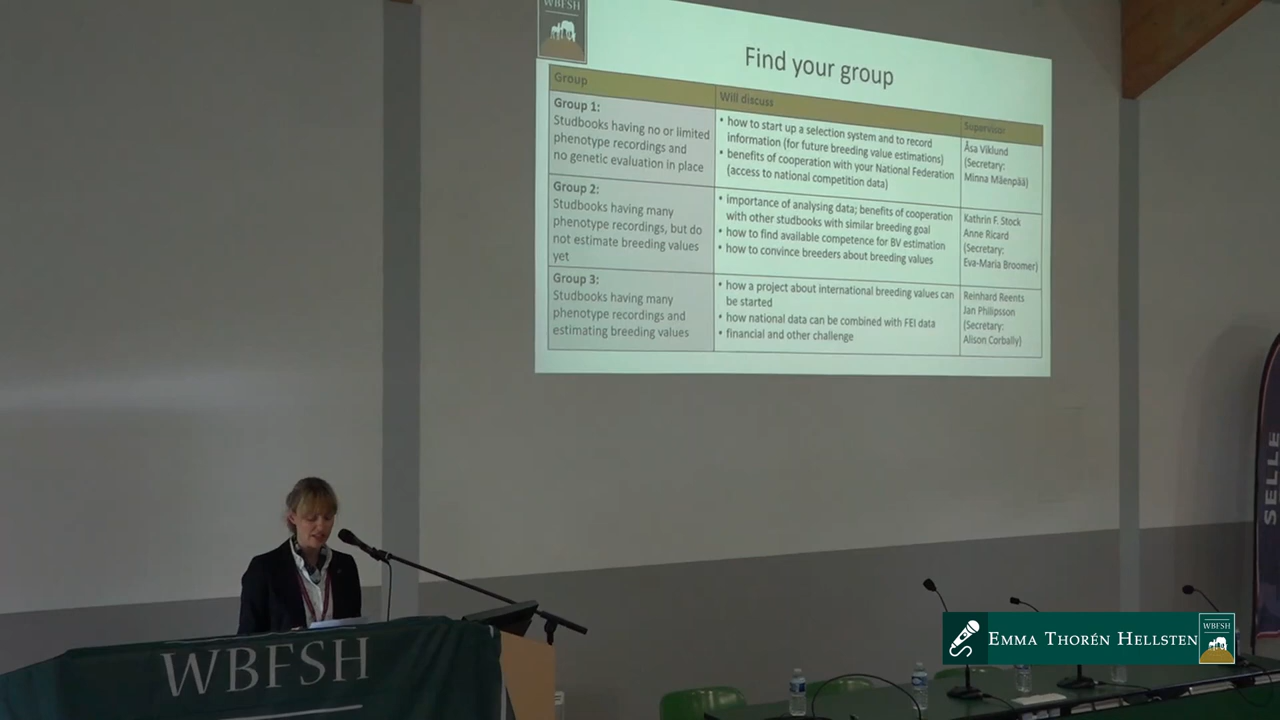 WBFSH
Find your group
Group
Will discuss
Supervisor
Group 1:
Studbooks having no or limited
phenotype recordings and
no genetic evaluation in place
• how to start up a selection system and to record
information (for future breeding value estimations)
• benefits of cooperation with your National Federation
(access to national competition data)
Åsa Viklund
(Secretary:
Minna Mäenpää)
Group 2:
Studbooks having many
phenotype recordings, but do
not estimate breeding values
yet
• importance of analysing data; benefits of cooperation
with other studbooks with similar breeding goal
• how to find available competence for BV estimation
• how to convince breeders about breeding values
Kathrin F. Stock
Anne Ricard
(Secretary:
Eva-Maria Broomer)
Group 3:
Studbooks having many
phenotype recordings and
estimating breeding values
• how a project about international breeding values can
be started
• how national data can be combined with FEI data
• financial and other challenge
Reinhard Reents
Jan Philipsson
(Secretary:
Alison Corbally)
SELLE
WBFSH
EMMA THORÉN HELLSTEN
WBFSH